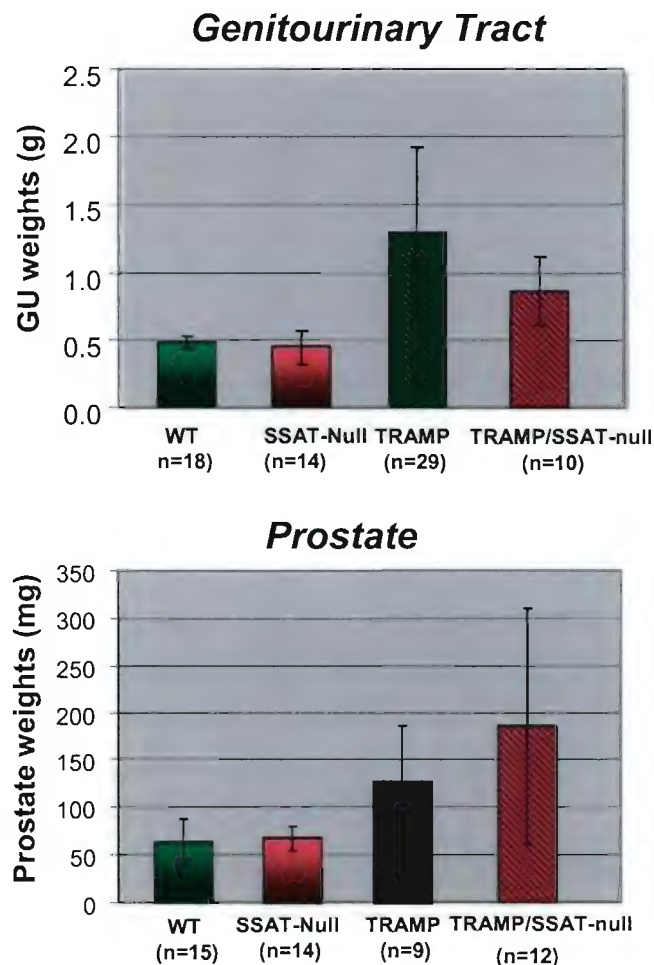 Genitourinary Tract
GU weights (g)
2.5
2.0
1.5
1.0
0.5
0.0
WT SSAT-Null TRAMP TRAMP/SSAT-null
n=18) (n=14) (n=29) (n=10)
Prostate
Prostate weights (mg)
350
300
250
200
150
100
50
0
WT SSAT-Null TRAMP TRAMP/SSAT-null
(n=15) (n=14) (n=9) (n=12)